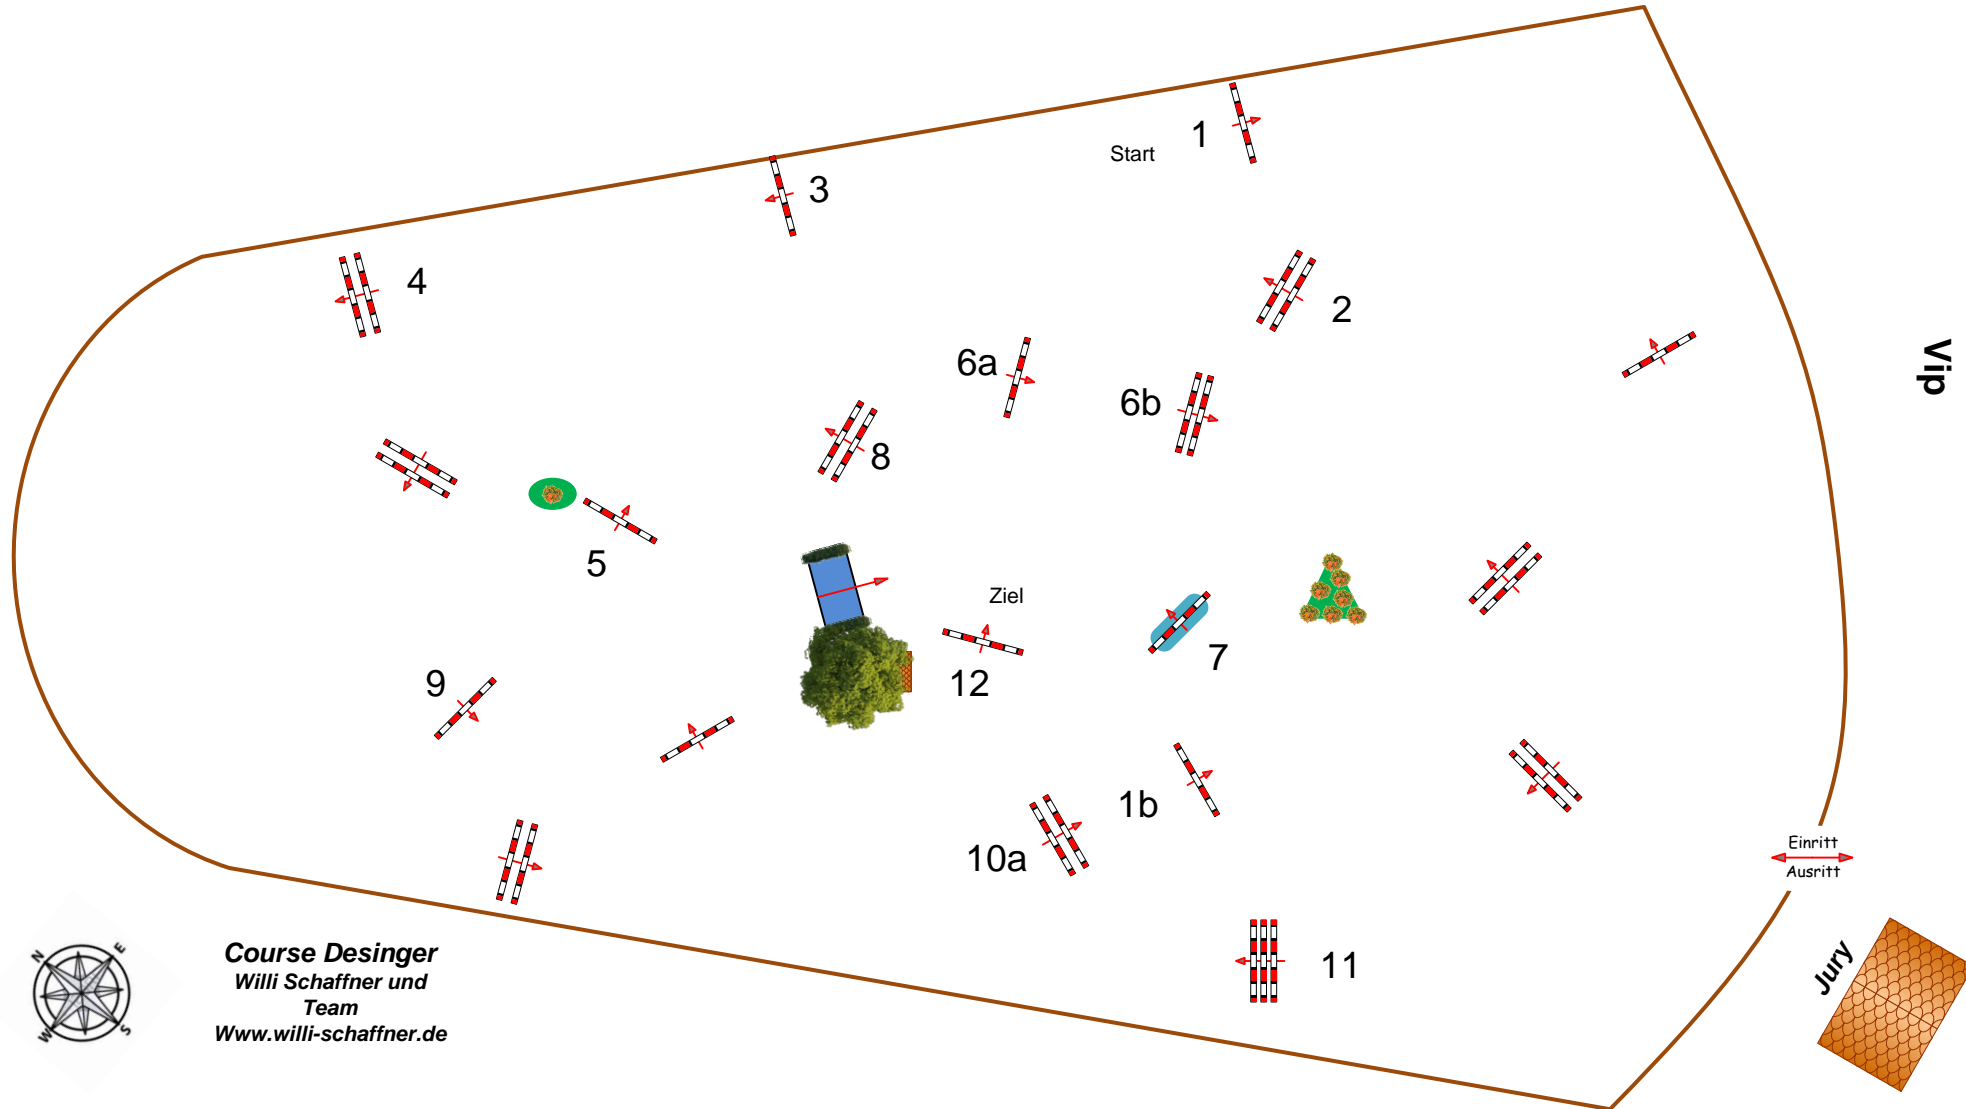 1
Start
3
4
2
6a
6b
Vip
8
5
Ziel
7
12
9
1b
10a
Einritt
Ausritt
11
Jury
N
E
W
S
Course Desinger
Willi Schaffner und
Team
Www.willi-schaffner.de